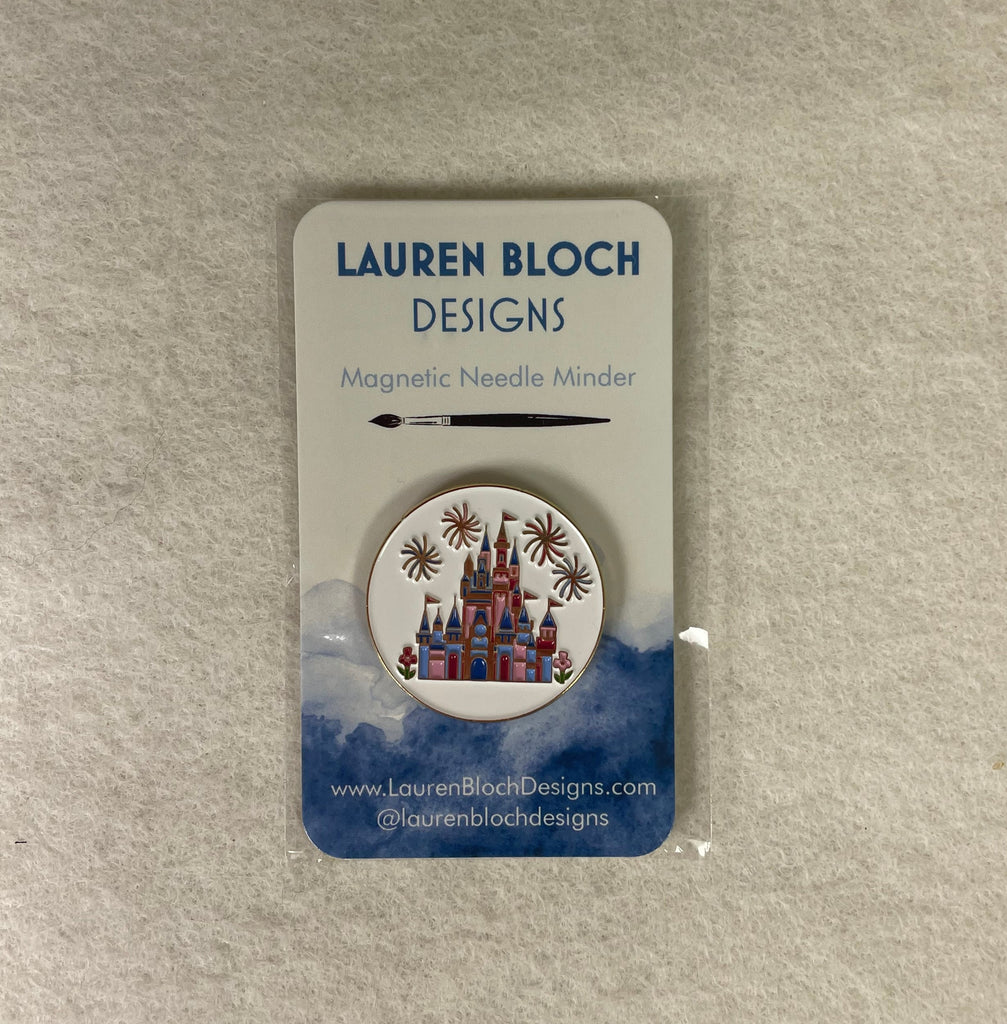 LAUREN BLOCH
DESIGNS
Magnetic Needle Minder
www.LaurenBlochDesigns.com
@laurenblochdesigns